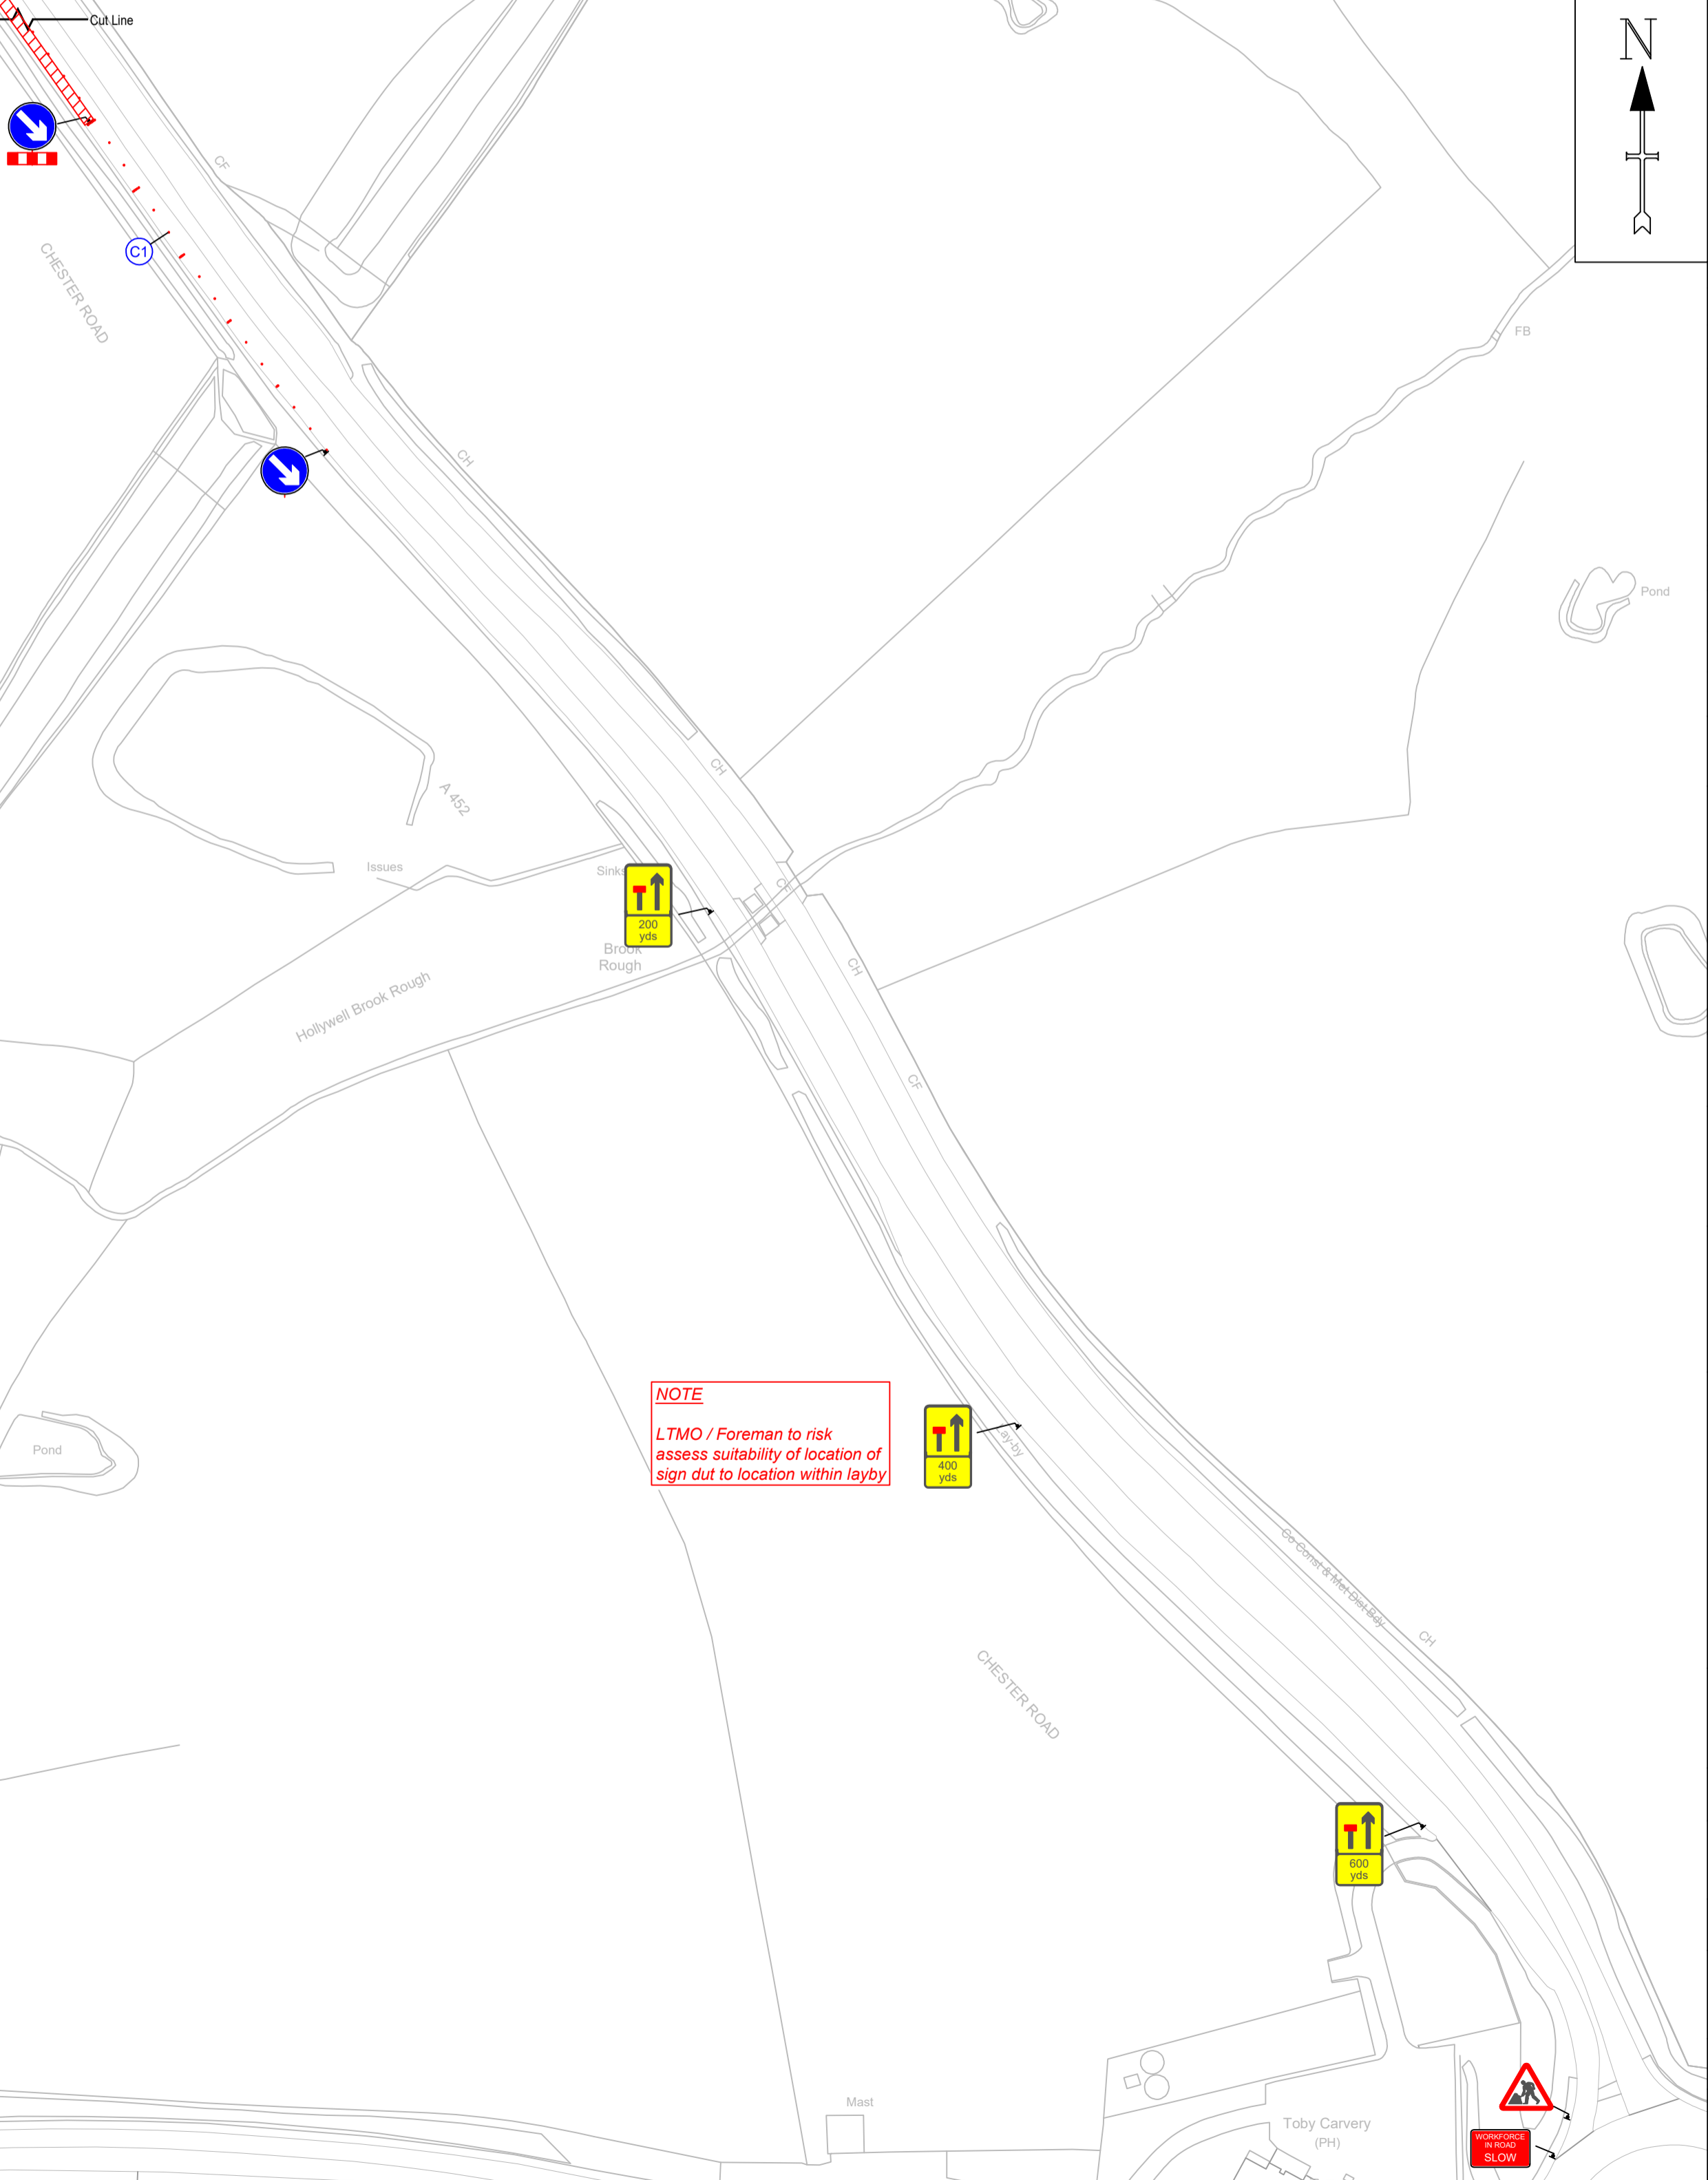 Cut Line
N
CF
C1
CHESTER ROAD
FB
CH
Pond
CH
A 452
Issues
Sinks
CF
200
yds
Brook
Rough
CH
Hollywell Brook Rough
CF
NOTE
LTMO / Foreman to risk
assess suitability of location of
sign dut to location within layby
400
yds
Lay-by
Pond
Co Const & Met Dist Bdy
CH
CHESTER ROAD
600
yds
Mast
Toby Carvery
(PH)
WORKFORCE
IN ROAD
SLOW